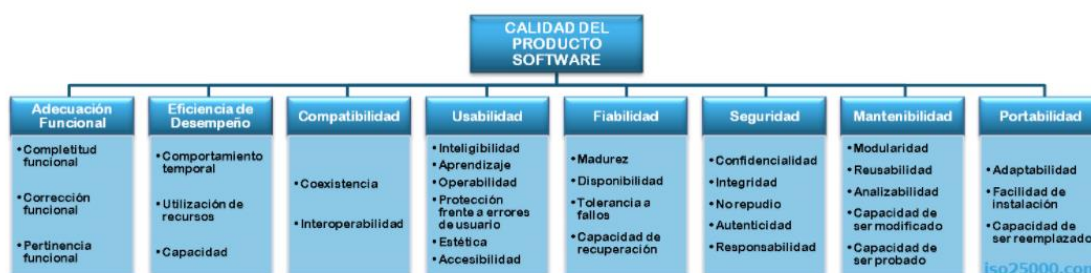 CALIDAD DEL
PRODUCTO
SOFTWARE
Adecuación
Funcional
•Completitud
funcional
•Corrección
funcional
•Pertinencia
funcional
Eficiencia de
Desempeño
•Comportamiento
temporal
•Utilización de
recursos
•Capacidad
Compatibilidad
•Coexistencia
•Interoperabilidad
Usabilidad
•Inteligibilidad
•Aprendizaje
•Operabilidad
•Protección
frente a errores
de usuario
•Estética
•Accesibilidad
Fiabilidad
•Madurez
•Disponibilidad
•Tolerancia a
fallos
•Capacidad de
recuperación
Seguridad
•Confidencialidad
•Integridad
•No repudio
•Autenticidad
•Responsabilidad
Mantenibilidad
•Modularidad
•Reusabilidad
•Analizabilidad
•Capacidad de
ser modificado
•Capacidad de
ser probado
Portabilidad
•Adaptabilidad
•Facilidad de
instalación
•Capacidad de
ser reemplazado
iso25000.com